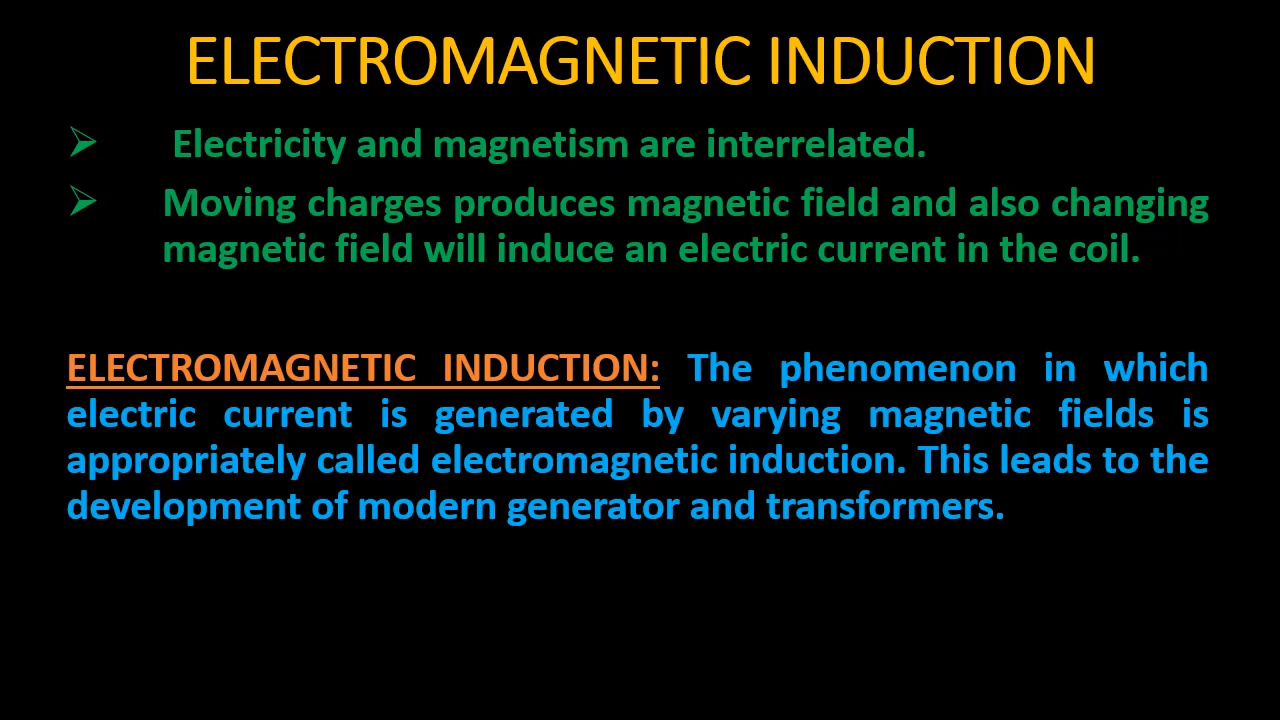 ELECTROMAGNETIC INDUCTION
Electricity and magnetism are interrelated.
Moving charges produces magnetic field and also changing
magnetic field will induce an electric current in the coil.
ELECTROMAGNETIC INDUCTION: The phenomenon in which
electric current is generated by varying magnetic fields is
appropriately called electromagnetic induction. This leads to the
development of modern generator and transformers.